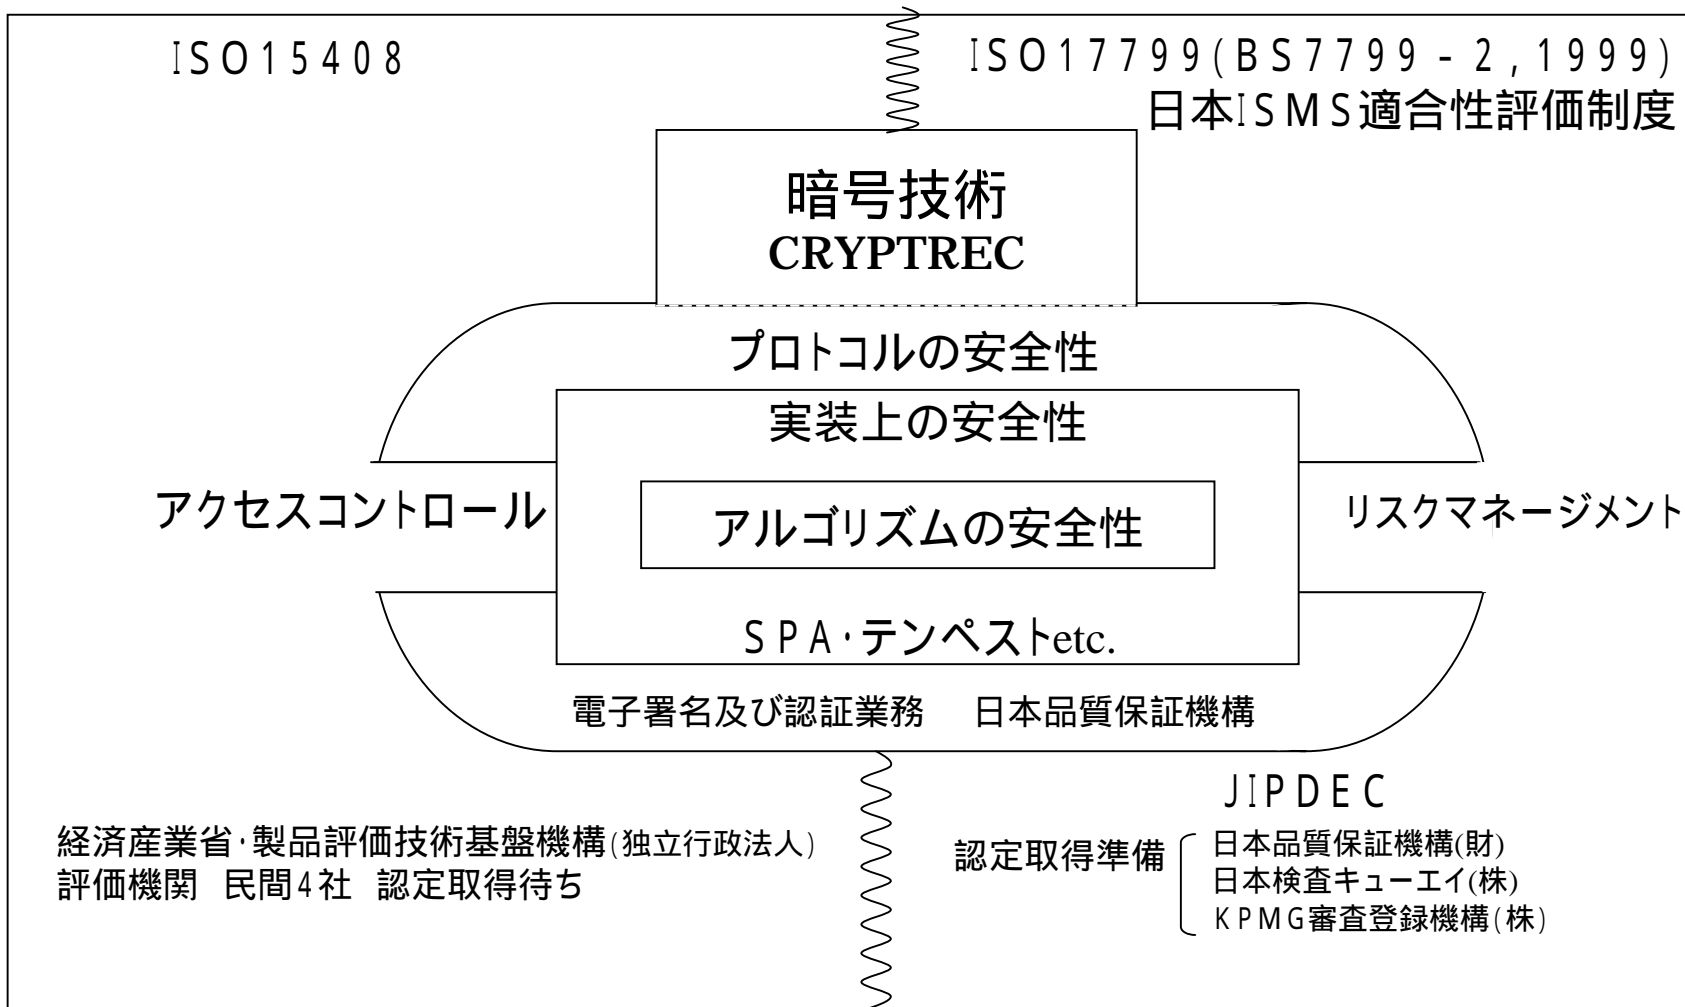 ISO15408
ISO17799(BS7799-2,1999)
日本ISMS適合性評価制度
暗号技術
CRYPTREC
プロトコルの安全性
実装上の安全性
アクセスコントロール
アルゴリズムの安全性
リスクマネージメント
SPA・テンペストetc.
電子署名及び認証業務 日本品質保証機構
経済産業省・製品評価技術基盤機構(独立行政法人)
評価機関 民間4社 認定取得待ち
JIPDEC
認定取得準備
日本品質保証機構(財)
日本検査キューエイ(株)
KPMG審査登録機構(株)